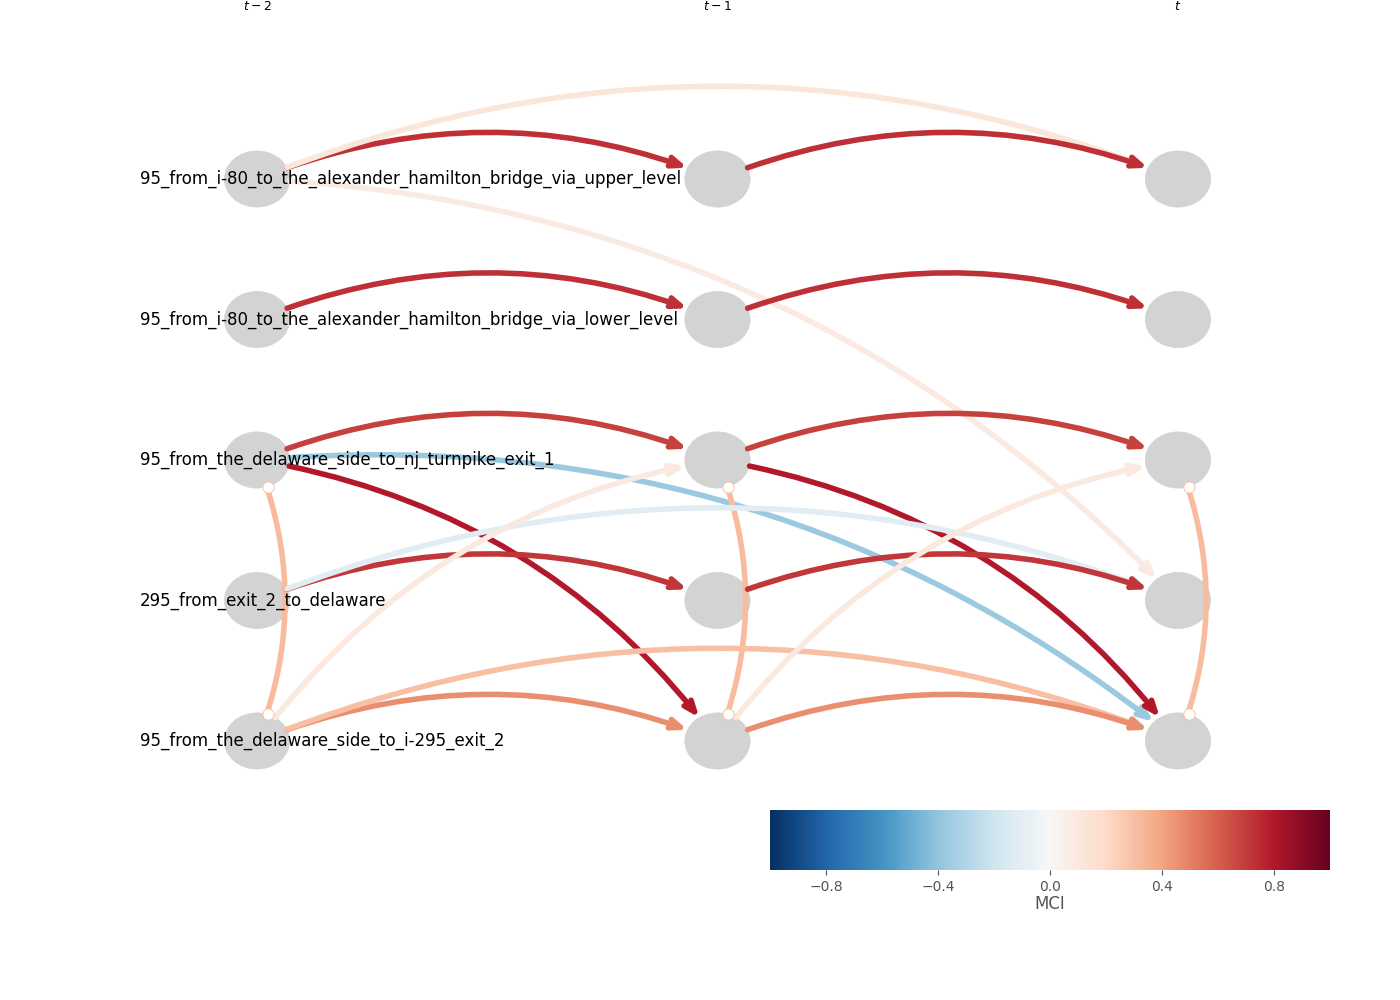 t − 2 t − 1 t
95_from_i-80_to_the_alexander_hamilton_bridge_via_upper_level
95_from_i-80_to_the_alexander_hamilton_bridge_via_lower_level
95_from_the_delaware_side_to_nj_turnpike_exit_1
295_from_exit_2_to_delaware
95_from_the_delaware_side_to_i-295_exit_2
−0.8 −0.4 0.0 0.4 0.8
MCI